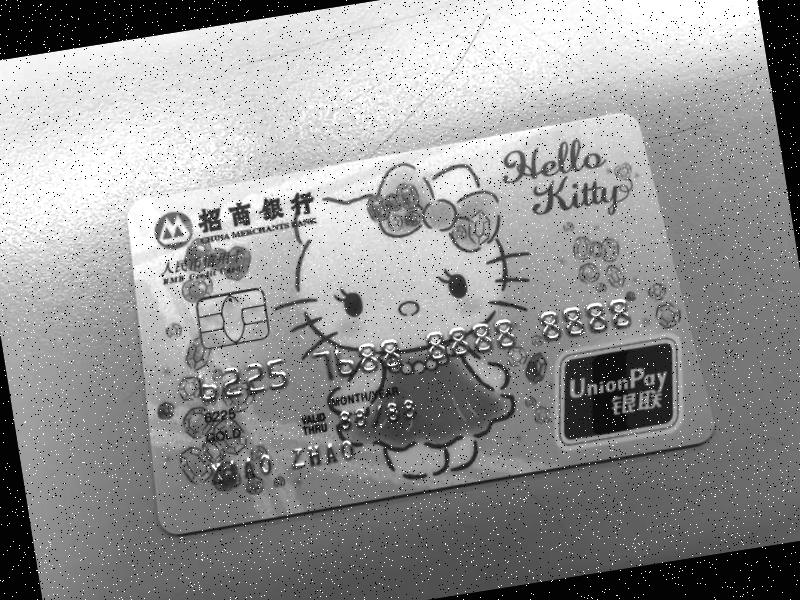 招商银行
CHINA MERCHANTS BANK
Hello
Kitty
6225 7688 8888 8888
6225
MONTH/YEAR
VALID
THRU
88/88
GOLD
XIAO ZHAO
UnionPay
银联